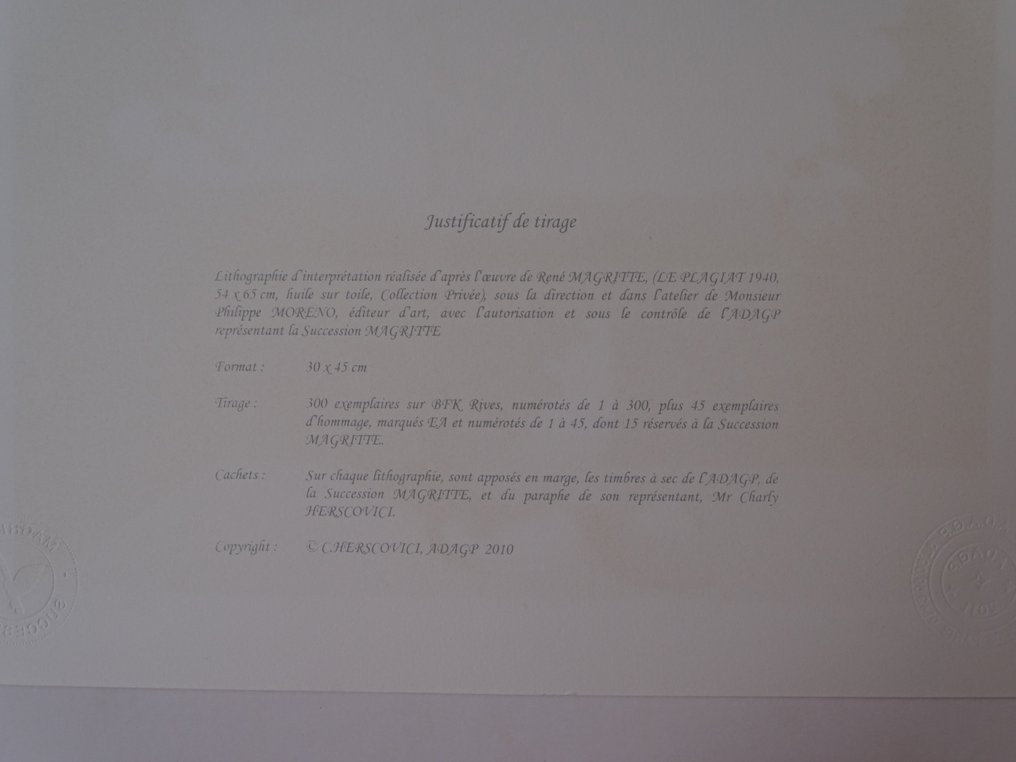 Justificatif de tirage
Lithographie d'interprétation réalisée d'après l'œuvre de René MAGRITTE, (LE PLAGIAT 1940,
54 x 65 cm, huile sur toile, Collection Privée), sous la direction et dans l'atelier de Monsieur
Philippe MORENO, éditeur d'art, avec l'autorisation et sous le contrôle de l'ADAGP
représentant la Succession MAGRITTE
Format : 30 x 45 cm
Tirage : 300 exemplaires sur BFK Rives, numérotés de 1 à 300, plus 45 exemplaires
d'hommage, marqués EA et numérotés de 1 à 45, dont 15 réservés à la Succession
MAGRITTE.
Cachets : Sur chaque lithographie, sont apposés en marge, les timbres à sec de l'ADAGP, de
la Succession MAGRITTE, et du paraphe de son représentant, Mr Charly
HERSCOVICI.
Copyright : © C.HERSCOVICI, ADAGP 2010